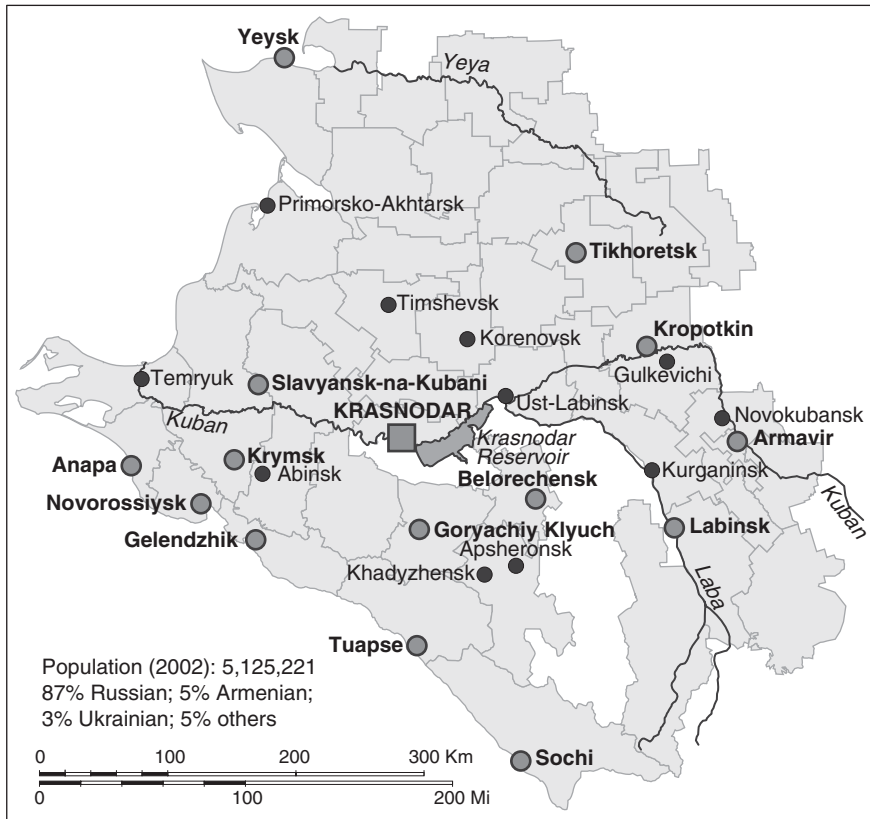 Yeysk
Yeya
Primorsko-Akhtarsk
Tikhoretsk
Timshevsk
Korenovsk
Kropotkin
Gulkevichi
Temryuk
Slavyansk-na-Kubani
Ust-Labinsk
KRASNODAR
Novokubansk
Kuban
Armavir
Krasnodar
Reservoir
Krymsk
Anapa
Abinsk
Kurganinsk
Belorechensk
Novorossiysk
Kuban
Goryachiy Klyuch
Labinsk
Gelendzhik
Apsheronsk
Khadyzhensk
Laba
Tuapse
Population (2002): 5,125,221
87% Russian; 5% Armenian;
3% Ukrainian; 5% others
Sochi
0 100 200 300 Km
0 100 200 Mi